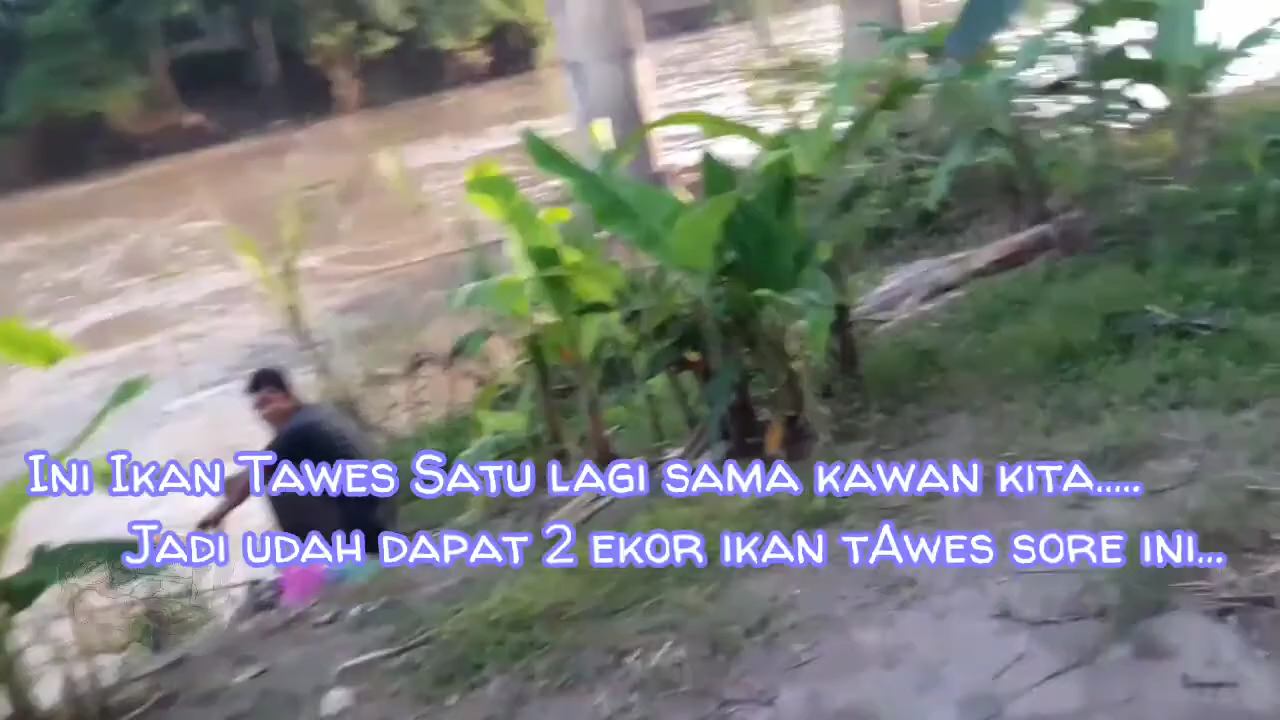 Ini Ikan Tawes Satu lagi sama kawan kita.....
Jadi udah dapat 2 ekor ikan tAwes sore ini...